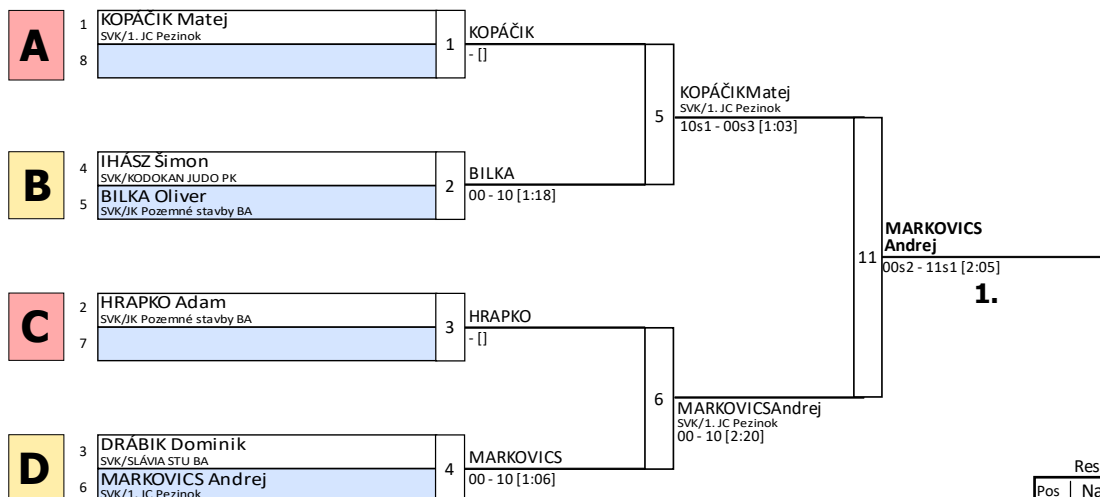 A
1
KOPÁČIK Matej
SVK/1. JC Pezinok
8
1
KOPÁČIK
- []
B
4
IHÁSZ Šimon
SVK/KODOKAN JUDO PK
5
BILKA Oliver
SVK/JK Pozemné stavby BA
2
BILKA
00 - 10 [1:18]
5
KOPÁČIKMatej
SVK/1. JC Pezinok
10s1 - 00s3 [1:03]
C
2
HRAPKO Adam
SVK/JK Pozemné stavby BA
7
3
HRAPKO
- []
D
3
DRÁBIK Dominik
SVK/SLÁVIA STU BA
6
MARKOVICS Andrej
SVK/1. JC Pezinok
4
MARKOVICS
00 - 10 [1:06]
6
MARKOVICSAndrej
SVK/1. JC Pezinok
00 - 10 [2:20]
11
MARKOVICS
Andrej
00s2 - 11s1 [2:05]
1.
Res
Pos Na